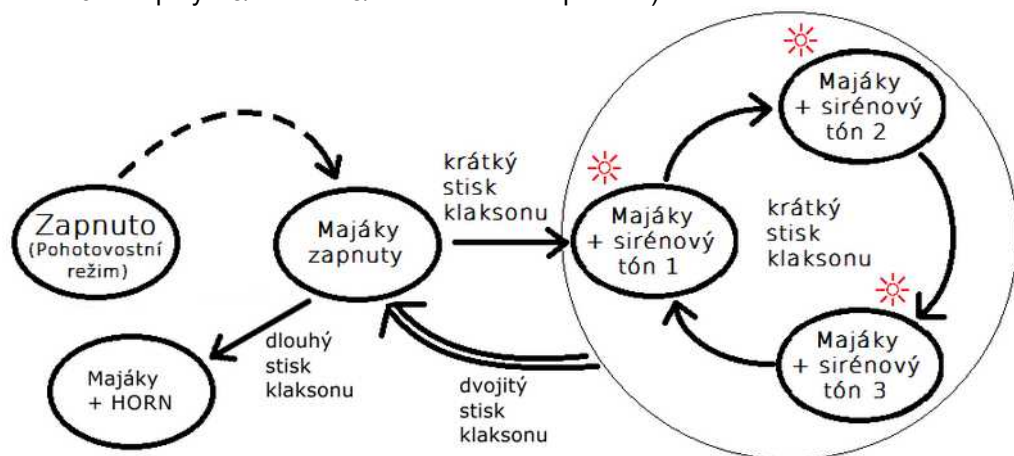 Zapnuto
(Pohotovostní
režim)
Majáky
zapnuty
krátký
stisk
klaksonu
Majáky
+ sirénový
tón 1
Majáky
+ sirénový
tón 2
krátký
stisk
klaksonu
Majáky
+ sirénový
tón 3
dlouhý
stisk
klaksonu
Majáky
+ HORN
dvojitý
stisk
klaksonu